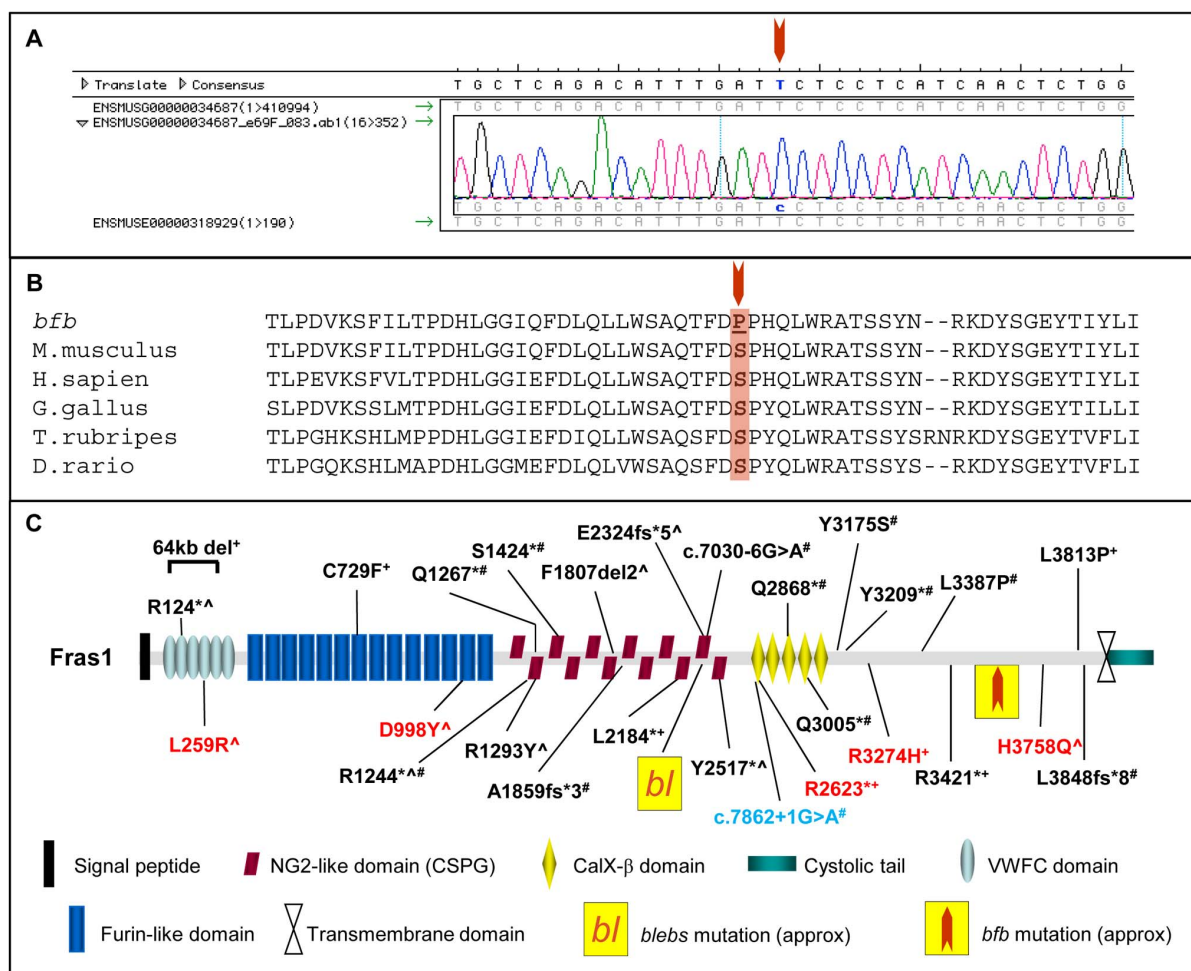 A
Translate Consensus
T G C T C A G A C A T T T G A T T C T C C T C A T C A A C T C T G G
ENSMUSG00000034687(1>410994)
T G C T C A G A C A T T T G A T T C T C C T C A T C A A C T C T G G
ENSMUSG00000034687_e69F_083.ab1(16>352)
T G C T C A G A C A T T T G A T c C T C C T C A T C A A C T C T G G
ENSMUSE00000318929(1>190)
T G C T C A G A C A T T T G A T T C T C C T C A T C A A C T C T G G
B
bfb TLPDVKSFILTPDHLGGIQFDLQLLWSAQTFDPPHQLWRATSSYN--RKDYSGEYTIYLI
M.musculus TLPDVKSFILTPDHLGGIQFDLQLLWSAQTFDSPHQLWRATSSYN--RKDYSGEYTIYLI
H.sapien TLPEVKSFVLTPDHLGGIEFDLQLLWSAQTFDSPHQLWRATSSYN--RKDYSGEYTIYLI
G.gallus SLPDVKSSLMTPDHLGGIEFDLQLLWSAQTFDSPYQLWRATSSYN--RKDYSGEYTILLI
T.rubripes TLPGHKSHLMPPDHLGGIEFDIQLLWSAQSFDSPYQLWRATSSYSRNRKDYSGEYTVFLI
D.rario TLPGQKSHLMAPDHLGGMEFDLQLVWSAQSFDSPYQLWRATSSYS--RKDYSGEYTVFLI
C
64kb del+
R124*^
C729F+
Q1267*#
S1424*#
F1807del2^
E2324fs*5^
c.7030-6G>A#
Q2868*#
Y3175S#
Y3209*#
L3387P#
L3813P+
Fras1
L259R^
D998Y^
R1244*^#
R1293Y^
A1859fs*3#
L2184*+
bl
Y2517*^
c.7862+1G>A#
R2623*+
Q3005*#
R3274H+
R3421*+
H3758Q^
L3848fs*8#
Signal peptide
NG2-like domain (CSPG)
CalX-β domain
Cystolic tail
VWFC domain
Furin-like domain
Transmembrane domain
bl
blebs mutation (approx)
bfb mutation (approx)